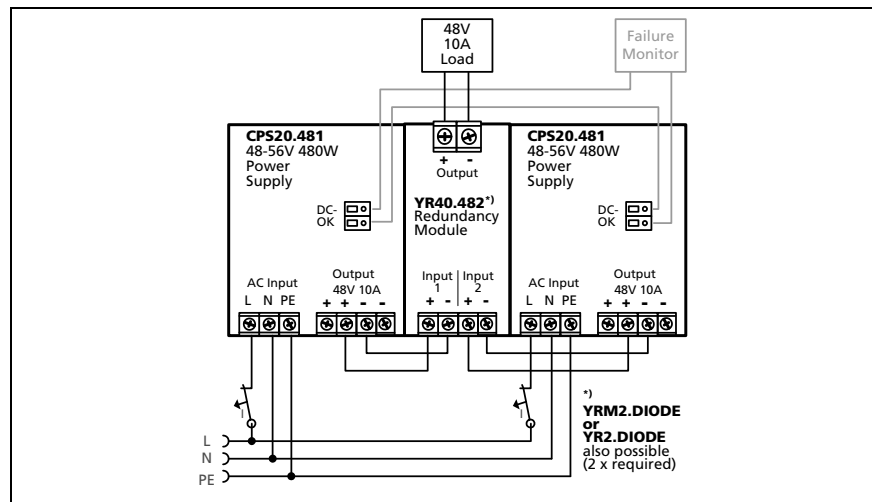 48V
10A
Load
Failure
Monitor
CPS20.481
48-56V 480W
Power
Supply
DC-
OK
AC Input
L N PE
Output
48V 10A
+ + - -
+ -
Output
YR40.482*)
Redundancy
Module
Input
1
Input
2
+ - + -
CPS20.481
48-56V 480W
Power
Supply
DC-
OK
AC Input
L N PE
Output
48V 10A
+ + - -
I
I
L
N
PE
*)
YRM2.DIODE
or
YR2.DIODE
also possible
(2 x required)